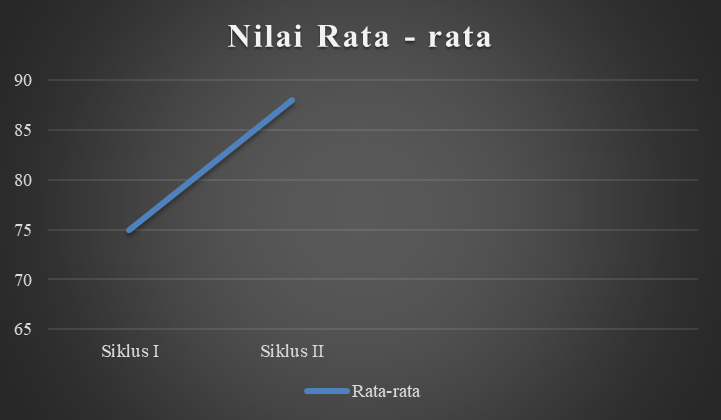 Nilai Rata - rata
90
85
80
75
70
65
Siklus I
Siklus II
Rata-rata